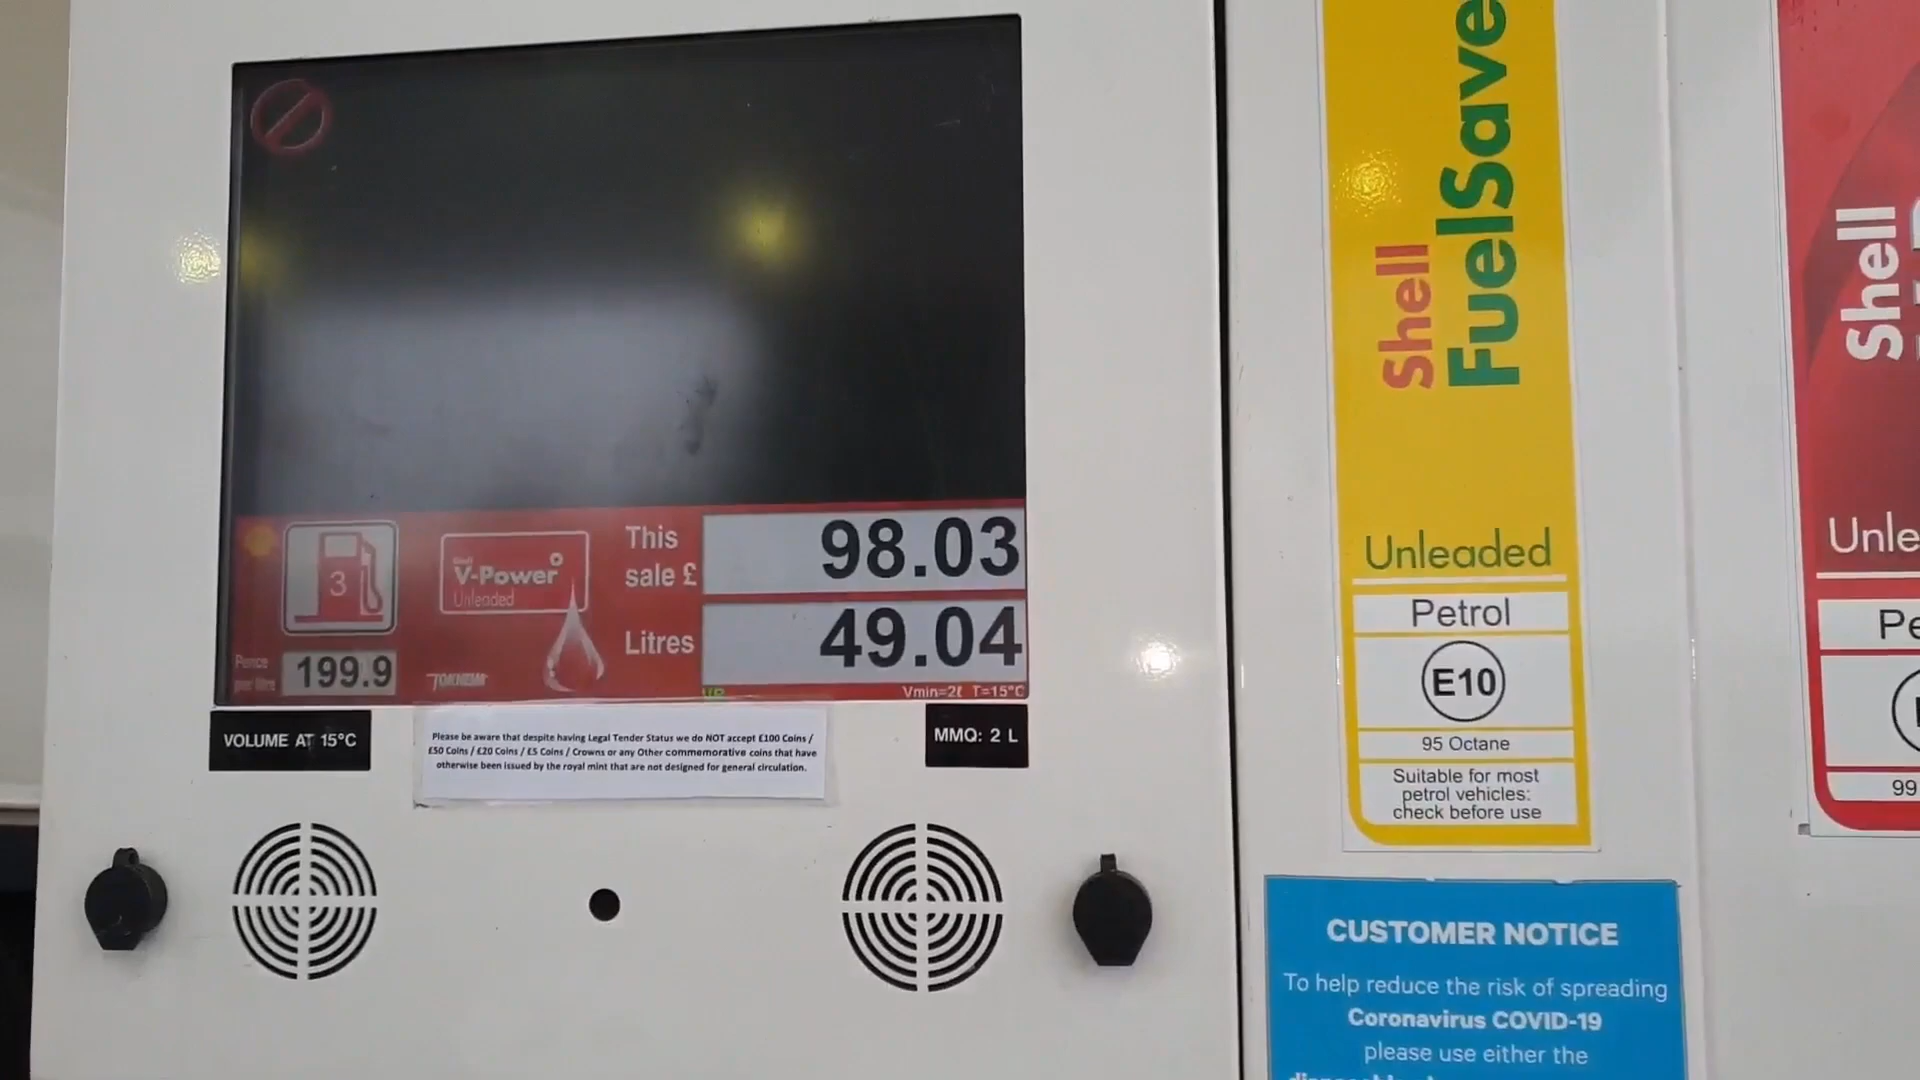 3
Pence
per litre
199.9
Shell
V-Power
Unleaded
TOKHEIM
This
sale £
98.03
Litres
49.04
Vmin=2ℓ T=15°C
VOLUME AT 15°C
Please be aware that despite having Legal Tender Status we do NOT accept £100 Coins /
£50 Coins / £20 Coins / £5 Coins / Crowns or any Other commemorative coins that have
otherwise been issued by the royal mint that are not designed for general circulation.
MMQ: 2 L
Shell
FuelSave
Unleaded
Petrol
E10
95 Octane
Suitable for most
petrol vehicles:
check before use
CUSTOMER NOTICE
To help reduce the risk of spreading
Coronavirus COVID-19
please use either the
Shell
99